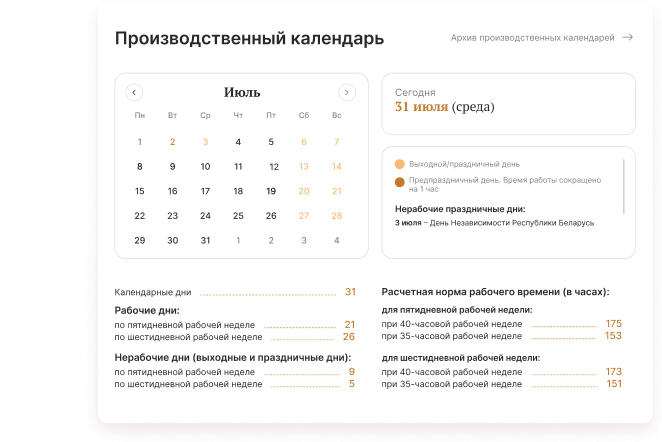 Производственный календарь
Архив производственных календарей
Июль
Пн Вт Ср Чт Пт Сб Вс
1 2 3 4 5 6 7
8 9 10 11 12 13 14
15 16 17 18 19 20 21
22 23 24 25 26 27 28
29 30 31 1 2 3 4
Сегодня
31 июля (среда)
Выходной/праздничный день
Предпраздничный день. Время работы сокращено
на 1 час
Нерабочие праздничные дни:
3 июля – День Независимости Республики Беларусь
Календарные дни 31
Рабочие дни:
по пятидневной рабочей неделе 21
по шестидневной рабочей неделе 26
Нерабочие дни (выходные и праздничные дни):
по пятидневной рабочей неделе 9
по шестидневной рабочей неделе 5
Расчетная норма рабочего времени (в часах):
для пятидневной рабочей недели:
при 40-часовой рабочей неделе 175
при 35-часовой рабочей неделе 153
для шестидневной рабочей недели:
при 40-часовой рабочей неделе 173
при 35-часовой рабочей неделе 151